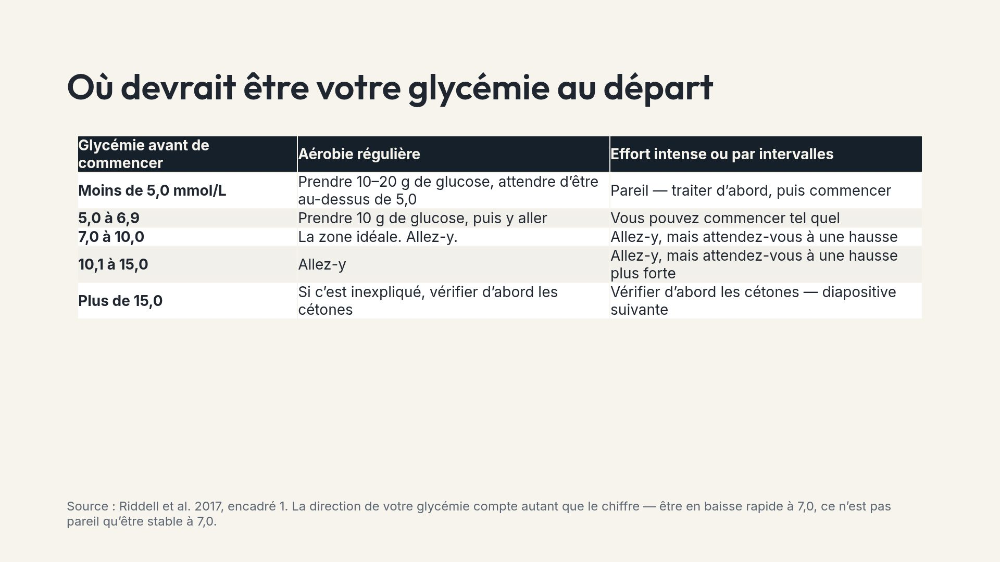 Où devrait être votre glycémie au départ
Glycémie avant de
commencer
Aérobie régulière
Effort intense ou par intervalles
Moins de 5,0 mmol/L
Prendre 10–20 g de glucose, attendre d’être
au-dessus de 5,0
Pareil — traiter d’abord, puis commencer
5,0 à 6,9
Prendre 10 g de glucose, puis y aller
Vous pouvez commencer tel quel
7,0 à 10,0
La zone idéale. Allez-y.
Allez-y, mais attendez-vous à une hausse
10,1 à 15,0
Allez-y
Allez-y, mais attendez-vous à une hausse
plus forte
Plus de 15,0
Si c’est inexpliqué, vérifier d’abord les
cétones
Vérifier d’abord les cétones — diapositive
suivante
Source : Riddell et al. 2017, encadré 1. La direction de votre glycémie compte autant que le chiffre — être en baisse rapide à 7,0, ce n’est pas
pareil qu’être stable à 7,0.